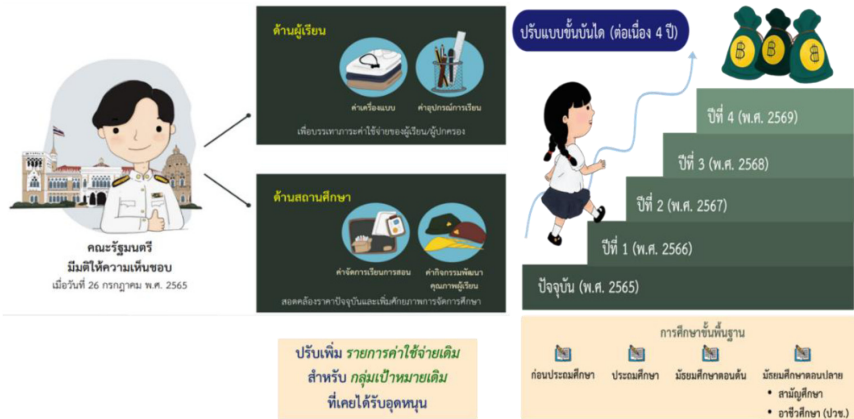 คณะรัฐมนตรี
มีมติให้ความเห็นชอบ
เมื่อวันที่ 26 กรกฎาคม พ.ศ. 2565
ด้านผู้เรียน
ค่าเครื่องแบบ
ค่าอุปกรณ์การเรียน
เพื่อบรรเทาภาระค่าใช้จ่ายของผู้เรียน/ผู้ปกครอง
ด้านสถานศึกษา
ค่าจัดการเรียนการสอน
ค่ากิจกรรมพัฒนา
คุณภาพผู้เรียน
สอดคล้องราคาปัจจุบันและเพิ่มศักยภาพการจัดการศึกษา
ปรับเพิ่ม รายการค่าใช้จ่ายเดิม
สำหรับ กลุ่มเป้าหมายเดิม
ที่เคยได้รับอุดหนุน
ปรับแบบขั้นบันได (ต่อเนื่อง 4 ปี)
ปีที่ 4 (พ.ศ. 2569)
ปีที่ 3 (พ.ศ. 2568)
ปีที่ 2 (พ.ศ. 2567)
ปีที่ 1 (พ.ศ. 2566)
ปัจจุบัน (พ.ศ. 2565)
การศึกษาขั้นพื้นฐาน
ก่อนประถมศึกษา
ประถมศึกษา
มัธยมศึกษาตอนต้น
มัธยมศึกษาตอนปลาย
• สามัญศึกษา
• อาชีวศึกษา (ปวช.)